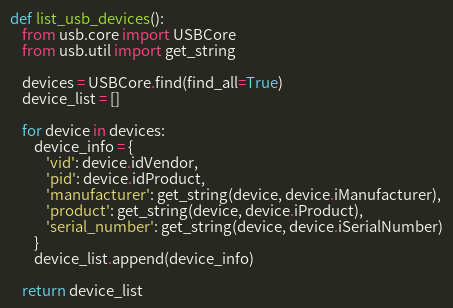 def list_usb_devices():
    from usb.core import USBCore
    from usb.util import get_string

    devices = USBCore.find(find_all=True)
    device_list = []

    for device in devices:
        device_info = {
            'vid': device.idVendor,
            'pid': device.idProduct,
            'manufacturer': get_string(device, device.iManufacturer),
            'product': get_string(device, device.iProduct),
            'serial_number': get_string(device, device.iSerialNumber)
        }
        device_list.append(device_info)

    return device_list